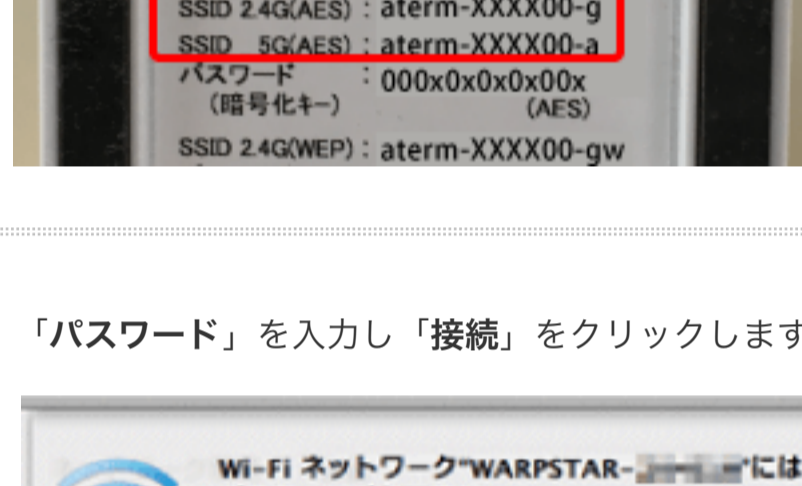 SSID 2.4G(AES) : aterm-XXXX00-g
SSID 5G(AES) : aterm-XXXX00-a
パスワード : 000x0x0x0x00x
(暗号化キー) (AES)
SSID 2.4G(WEP) : aterm-XXXX00-gw
「パスワード」を入力し「接続」をクリックします
Wi-Fi ネットワーク"WARPSTAR-
"には